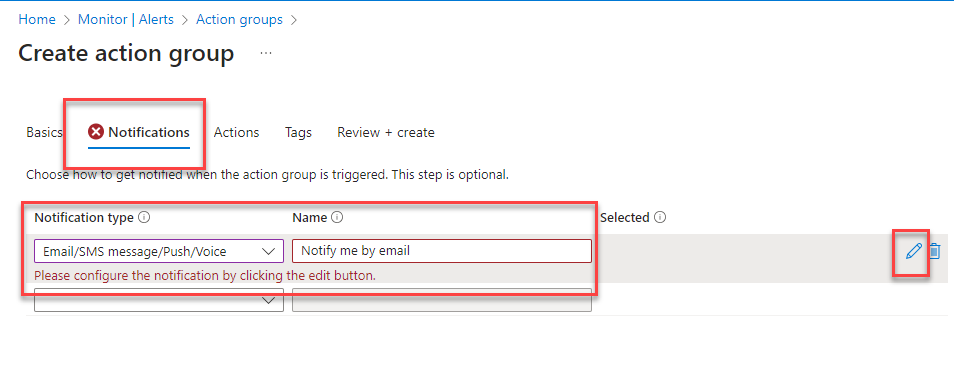 Home > Monitor | Alerts > Action groups >
Create action group ...
Basics Notifications Actions Tags Review + create
Choose how to get notified when the action group is triggered. This step is optional.
Notification type Name Selected
Email/SMS message/Push/Voice Notify me by email
Please configure the notification by clicking the edit button.